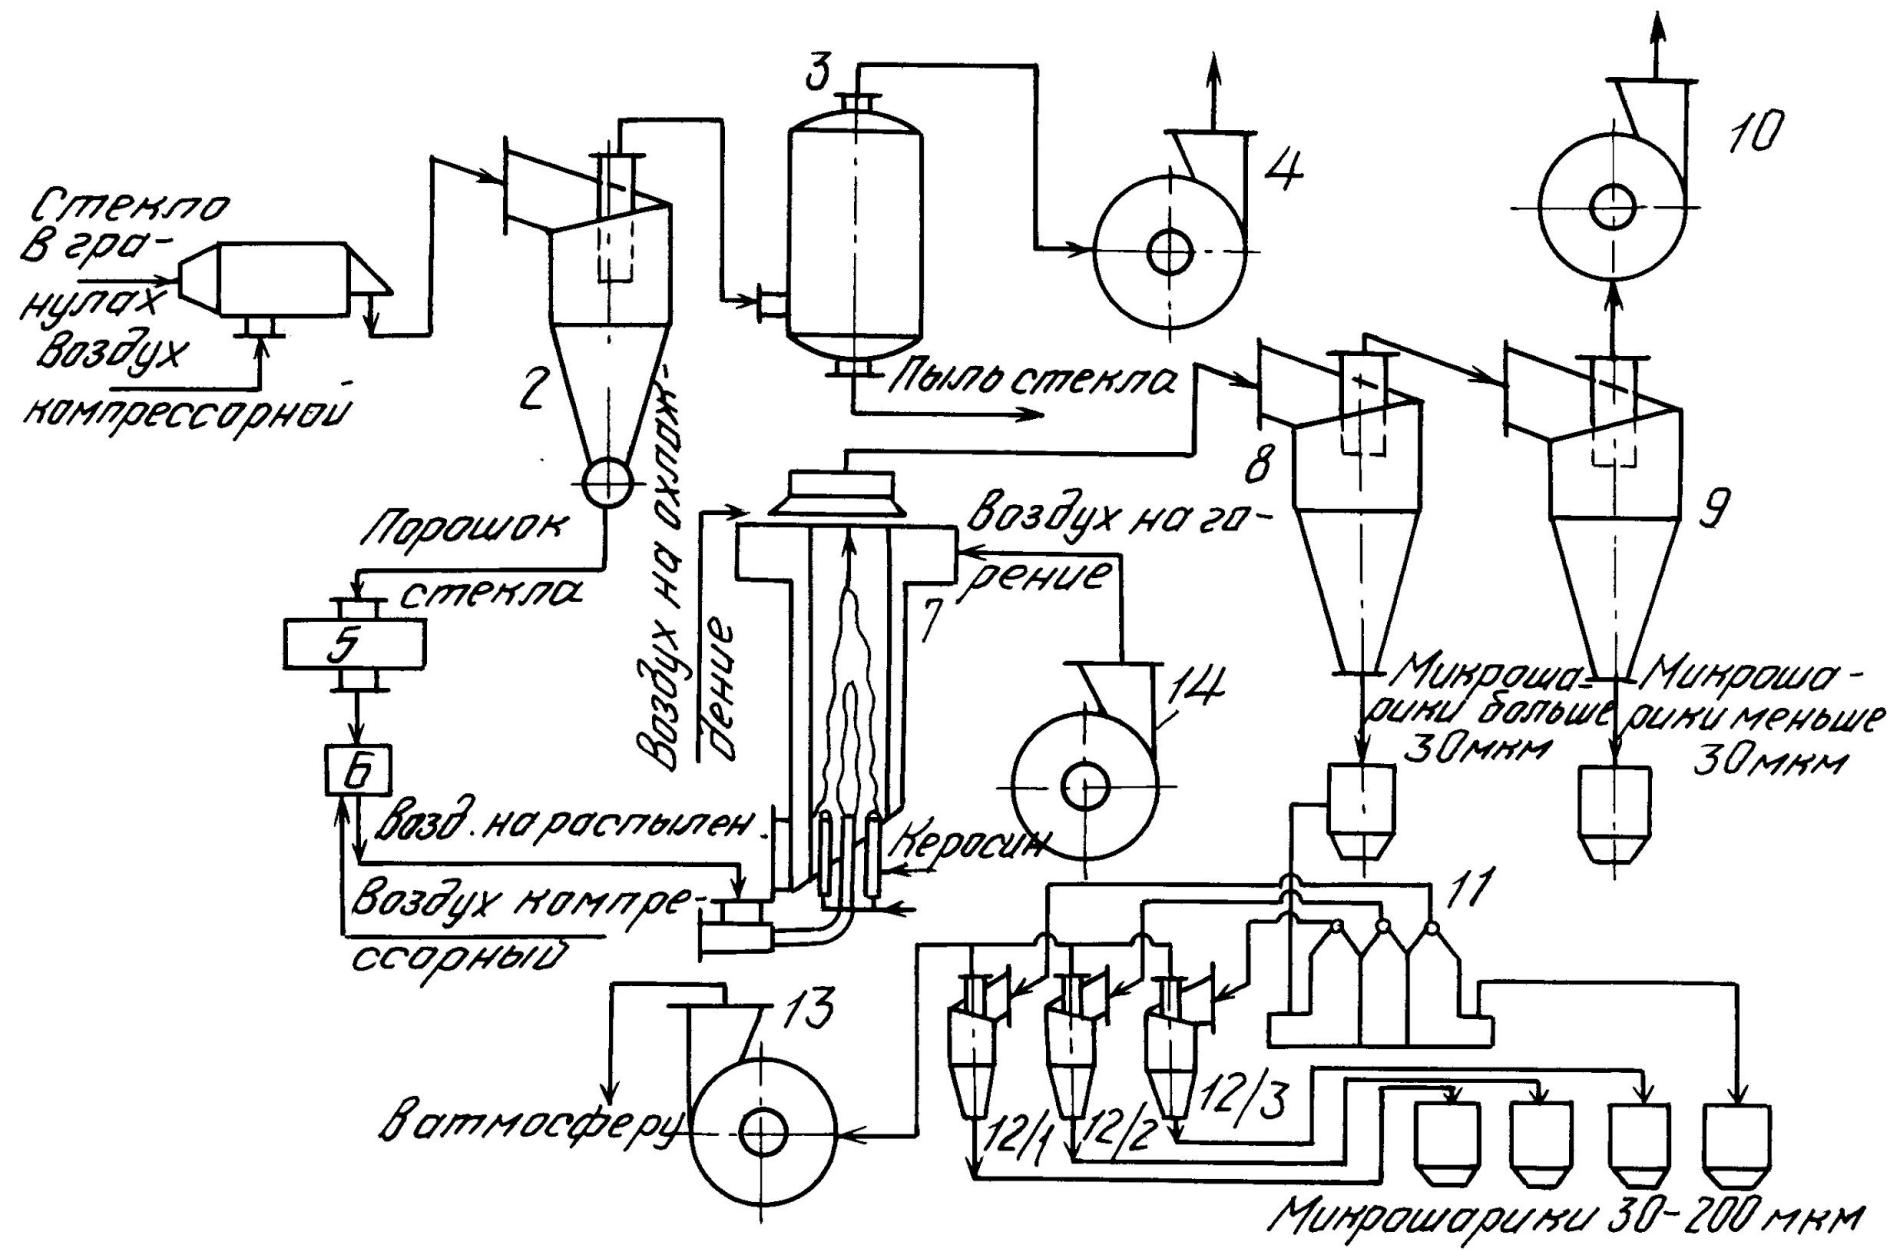 3
10
4
Стекло
в гра-
нулах
Воздух
компрессорной
2
Пыль стекла
8
9
Порошок
стекла
Воздух на охлаж-
дение
Воздух на го-
рение
7
5
14
Микроша-
рики больше
30мкм
Микроша-
рики меньше
30мкм
6
Возд. на распылен.
Керосин
Воздух компре-
ссорный
11
13
В атмосферу
12/1
12/2
12/3
Микрошарики 30-200 мкм